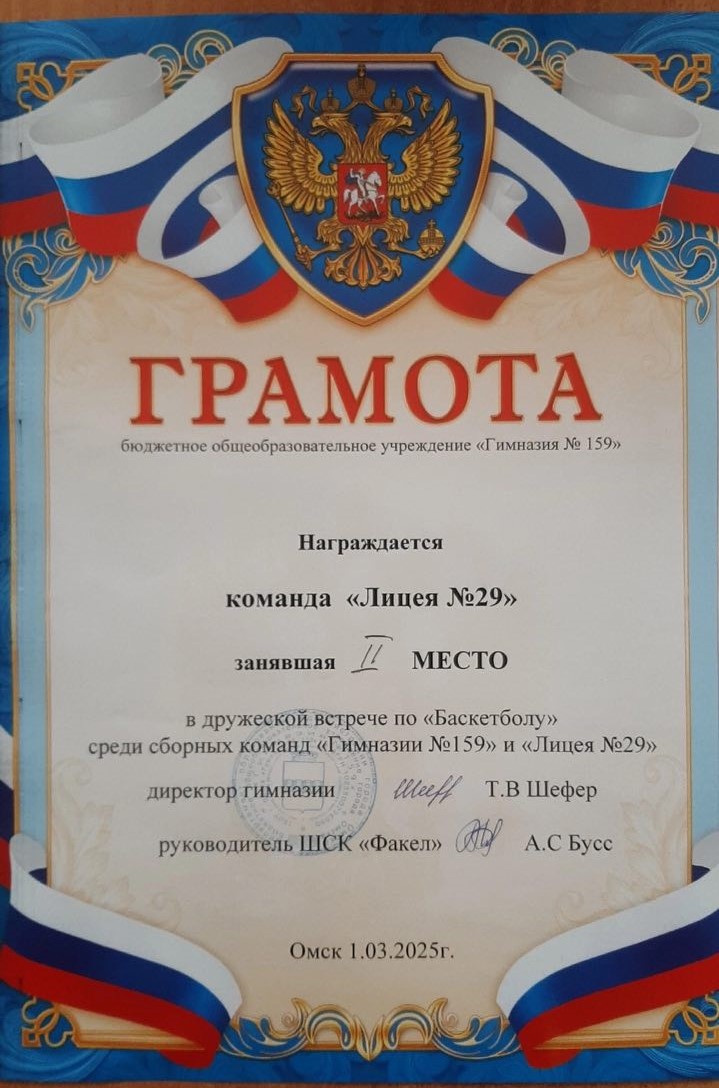 ГРАМОТА
бюджетное общеобразовательное учреждение «Гимназия № 159»
Награждается
команда «Лицея №29»
занявшая II МЕСТО
в дружеской встрече по «Баскетболу»
среди сборных команд «Гимназии №159» и «Лицея №29»
директор гимназии Т.В Шефер
руководитель ШСК «Факел» А.С Бусс
Омск 1.03.2025г.